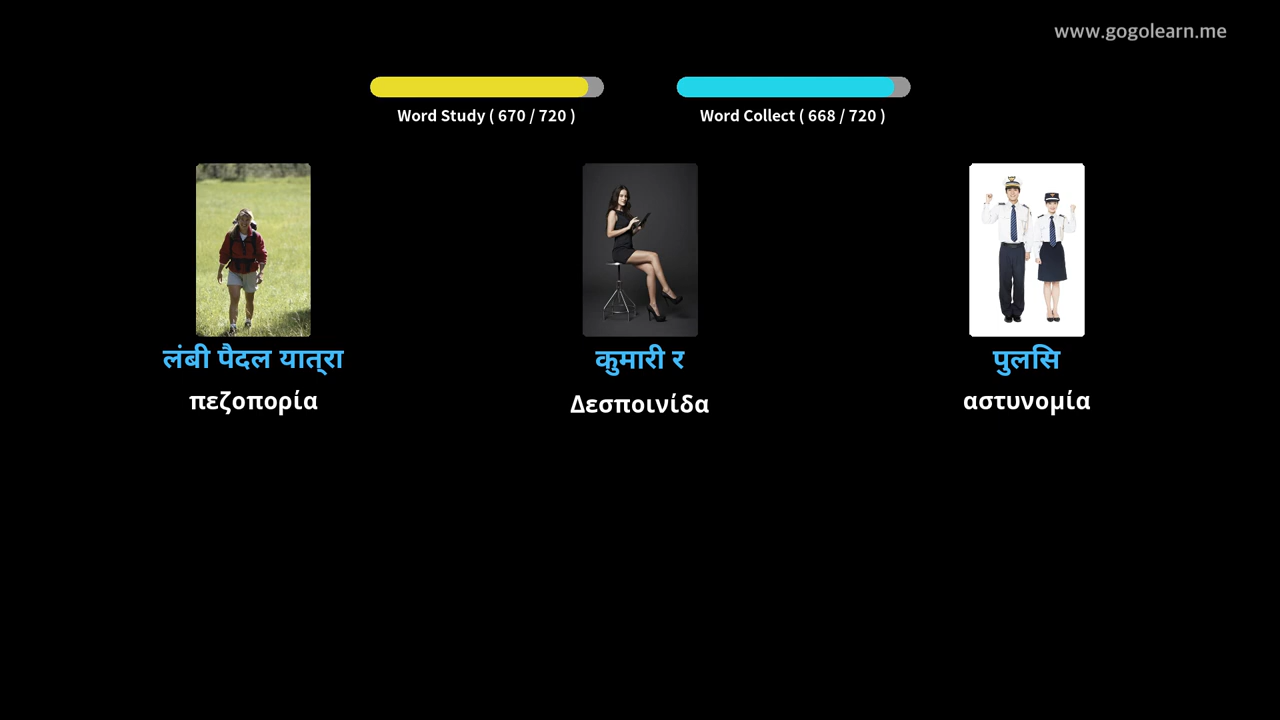 www.gogolearn.me
Word Study ( 670 / 720 )
Word Collect ( 668 / 720 )
लंबी पैदल यात्रा
कुमारी र
पुलसि
πεζοπορία
Δεσποινίδα
αστυνομία